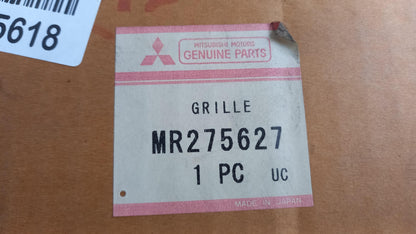 5618
MITSUBISHI MOTORS
GENUINE PARTS
GRILLE
MR275627
1 PC UC
MADE IN JAPAN